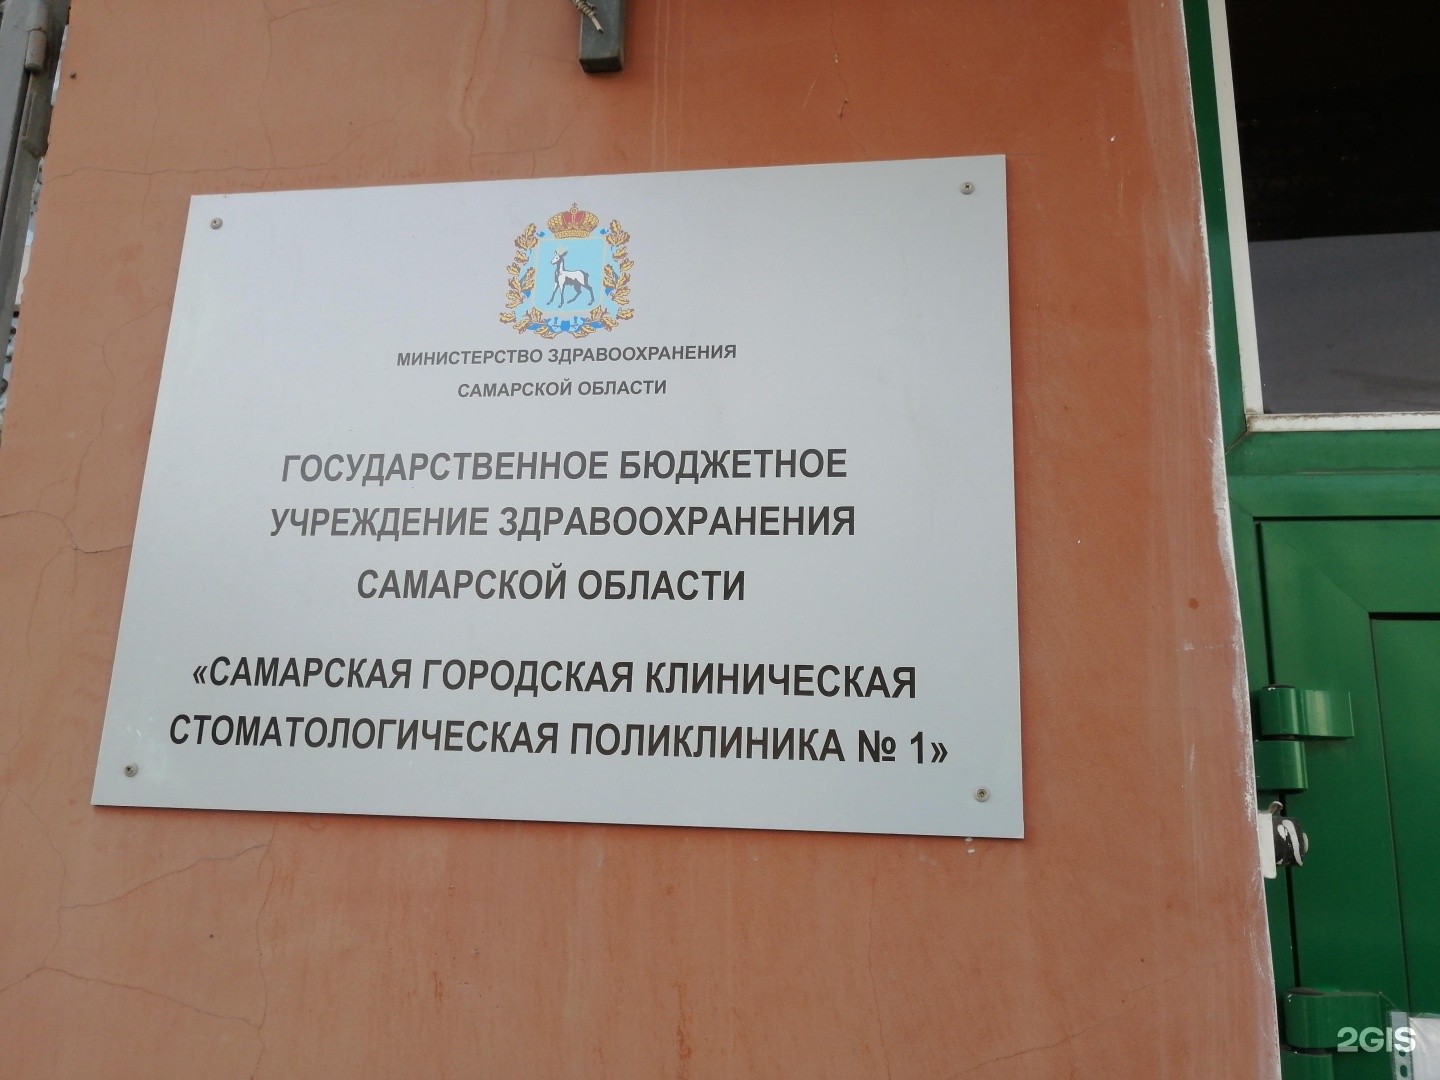 МИНИСТЕРСТВО ЗДРАВООХРАНЕНИЯ
САМАРСКОЙ ОБЛАСТИ
ГОСУДАРСТВЕННОЕ БЮДЖЕТНОЕ
УЧРЕЖДЕНИЕ ЗДРАВООХРАНЕНИЯ
САМАРСКОЙ ОБЛАСТИ
«САМАРСКАЯ ГОРОДСКАЯ КЛИНИЧЕСКАЯ
СТОМАТОЛОГИЧЕСКАЯ ПОЛИКЛИНИКА № 1»
2GIS